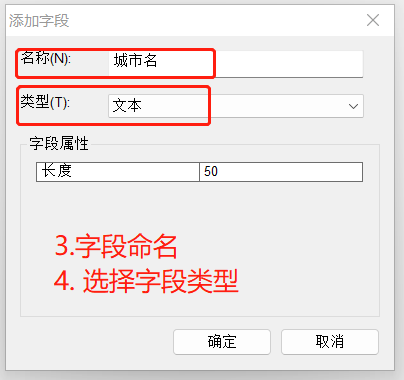 添加字段
名称(N): 城市名
类型(T): 文本
字段属性
长度 50
3.字段命名
4. 选择字段类型
确定 取消